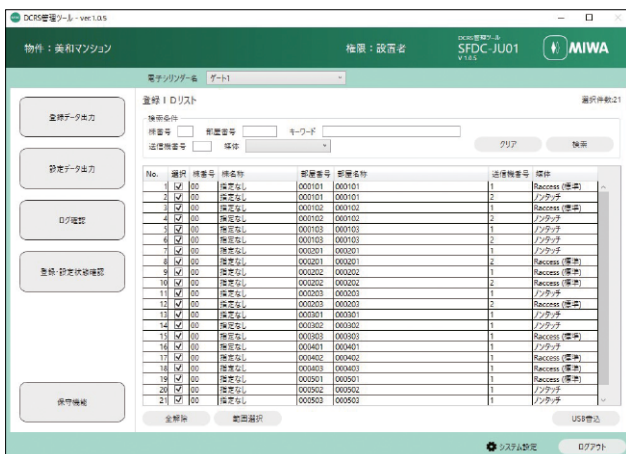 DCRS管理ツール - ver.1.0.5
物件：美和マンション
権限：設置者
DCRS管理ツール
SFDC-JU01
V 1.0.5
MIWA
電子シリンダー名 ゲート1
登録データ出力
設定データ出力
ログ確認
登録・設定状態確認
保守機能
登録IDリスト
選択件数:21
検索条件
棟番号 部屋番号 キーワード
送信機番号 媒体
クリア 検索
No. 選択 棟番号 棟名称 部屋番号 部屋名称 送信機番号 媒体
1 00 指定なし 000101 000101 1 Raccess (標準)
2 00 指定なし 000101 000101 2 ノンタッチ
3 00 指定なし 000102 000102 1 Raccess (標準)
4 00 指定なし 000102 000102 2 ノンタッチ
5 00 指定なし 000103 000103 1 ノンタッチ
6 00 指定なし 000103 000103 2 ノンタッチ
7 00 指定なし 000201 000201 1 ノンタッチ
8 00 指定なし 000201 000201 2 Raccess (標準)
9 00 指定なし 000202 000202 1 Raccess (標準)
10 00 指定なし 000202 000202 2 Raccess (標準)
11 00 指定なし 000203 000203 1 ノンタッチ
12 00 指定なし 000203 000203 2 Raccess (標準)
13 00 指定なし 000301 000301 1 ノンタッチ
14 00 指定なし 000302 000302 1 ノンタッチ
15 00 指定なし 000303 000303 1 Raccess (標準)
16 00 指定なし 000401 000401 1 ノンタッチ
17 00 指定なし 000402 000402 1 Raccess (標準)
18 00 指定なし 000403 000403 1 Raccess (標準)
19 00 指定なし 000501 000501 1 Raccess (標準)
20 00 指定なし 000502 000502 1 ノンタッチ
21 00 指定なし 000503 000503 1 ノンタッチ
全解除 範囲選択 USB書込
システム設定 ログアウト